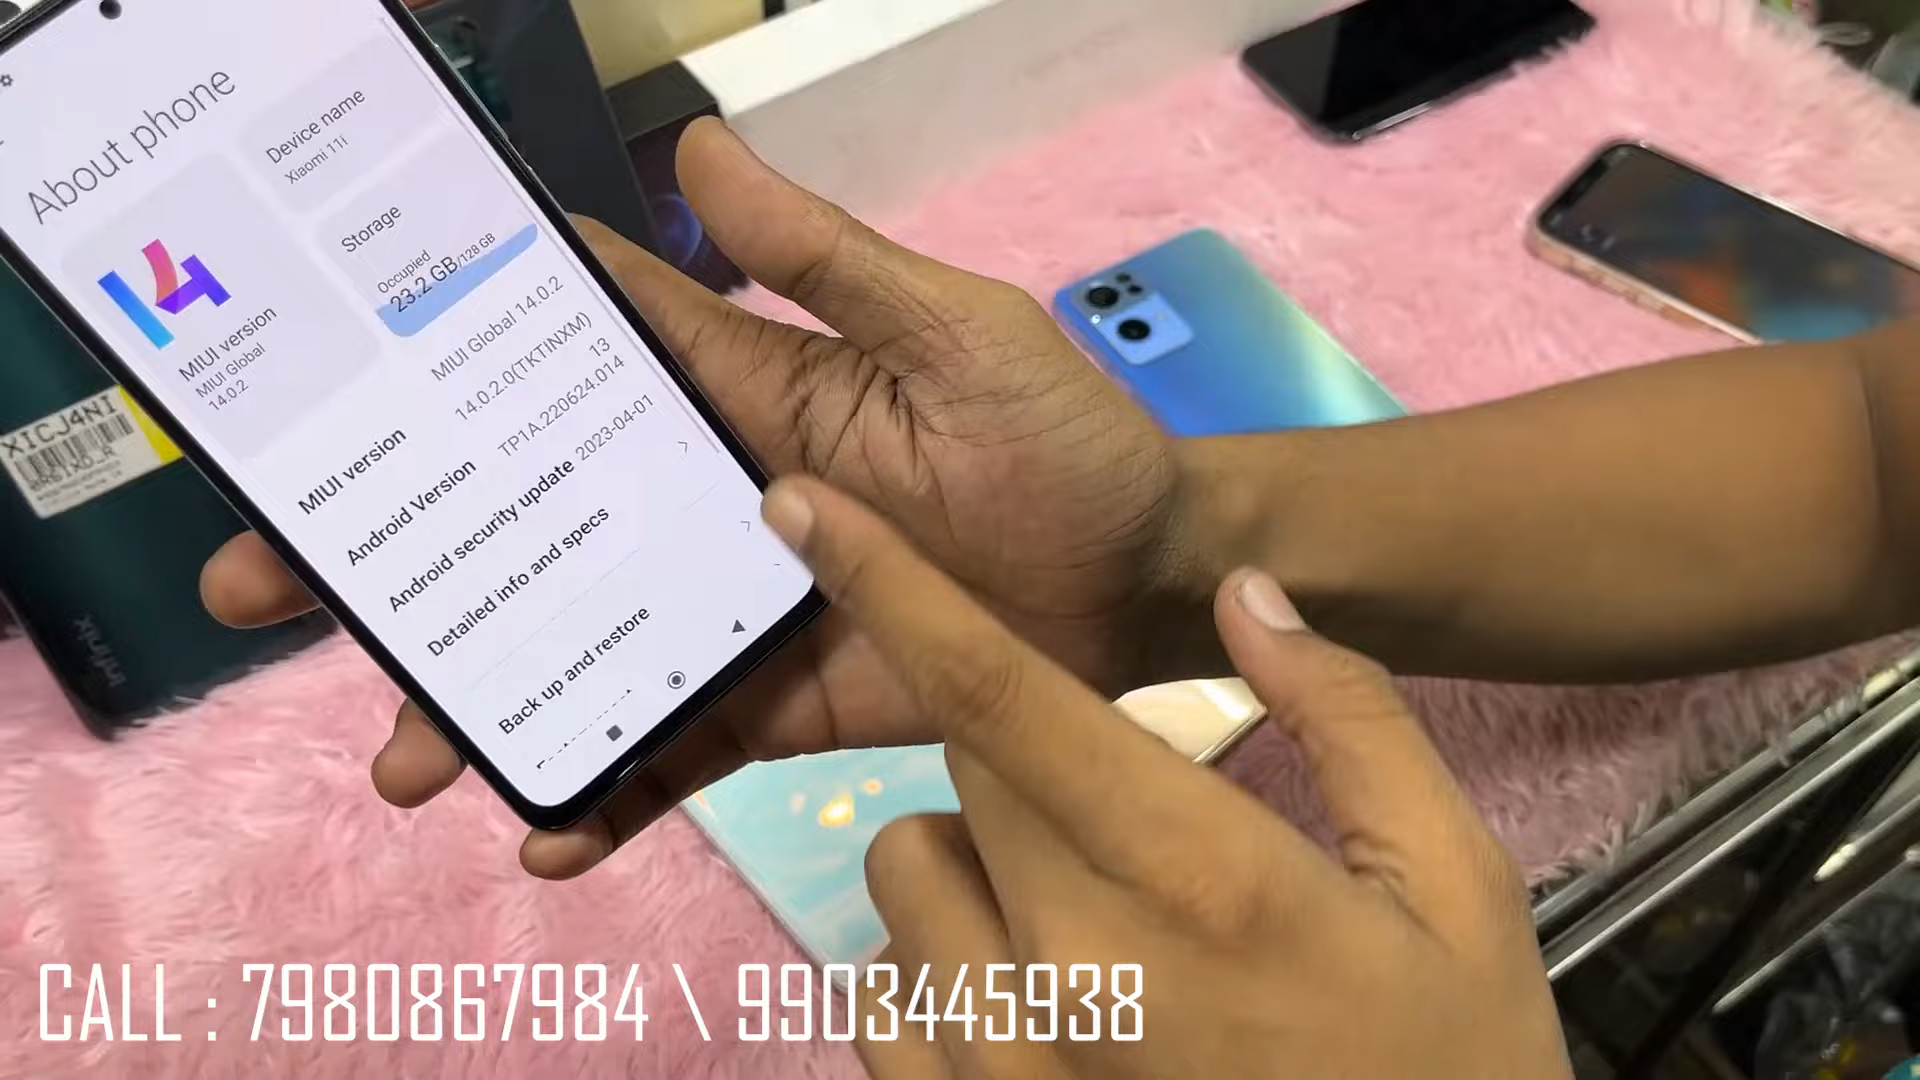 About phone
Device name
Xiaomi 11i
Storage
Occupied
23.2 GB/128 GB
MIUI version
MIUI Global
14.0.2
MIUI version
MIUI Global 14.0.2
14.0.2.0(TKTINXM)
Android Version
13
TP1A.220624.014
Android security update
2023-04-01
Detailed info and specs
Back up and restore
XICJ4NI
Infinix
CALL : 7980867984 \ 9903445938